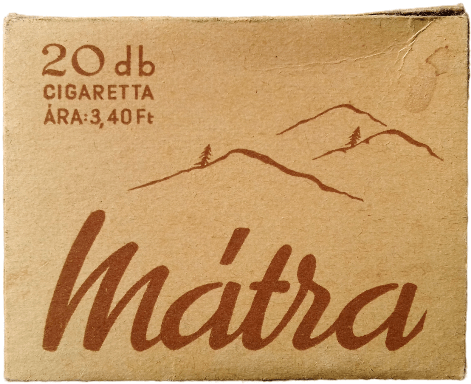 20 db
CIGARETTA
ÁRA: 3,40 Ft
Mátra